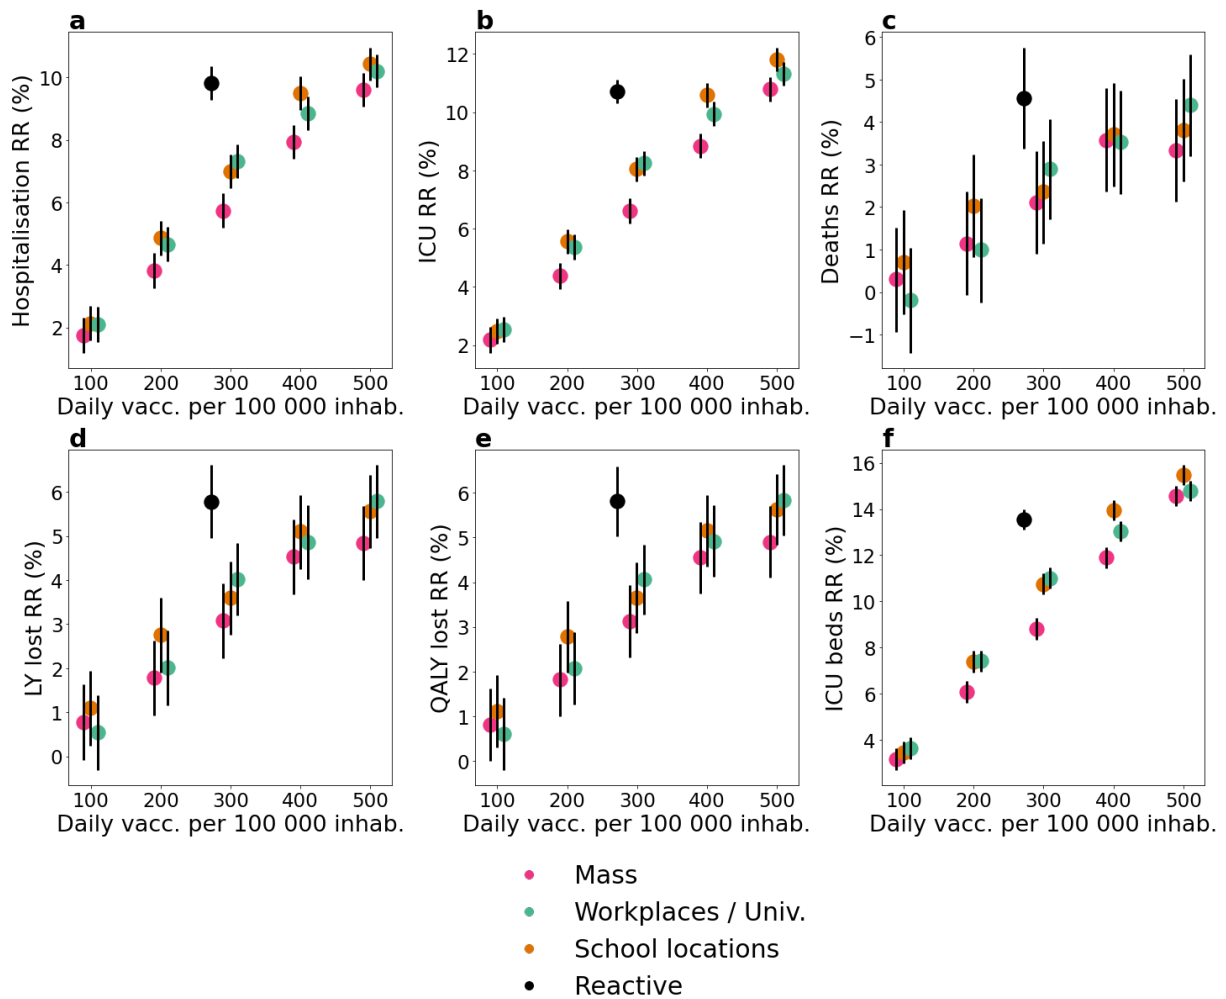 a
b
c
Hospitalisation RR (%)
10
8
6
4
2
100 200 300 400 500
Daily vacc. per 100 000 inhab.
ICU RR (%)
12
10
8
6
4
2
100 200 300 400 500
Daily vacc. per 100 000 inhab.
Deaths RR (%)
6
5
4
3
2
1
0
−1
100 200 300 400 500
Daily vacc. per 100 000 inhab.
d
e
f
LY lost RR (%)
6
5
4
3
2
1
0
100 200 300 400 500
Daily vacc. per 100 000 inhab.
QALY lost RR (%)
6
5
4
3
2
1
0
100 200 300 400 500
Daily vacc. per 100 000 inhab.
ICU beds RR (%)
16
14
12
10
8
6
4
100 200 300 400 500
Daily vacc. per 100 000 inhab.
Mass
Workplaces / Univ.
School locations
Reactive